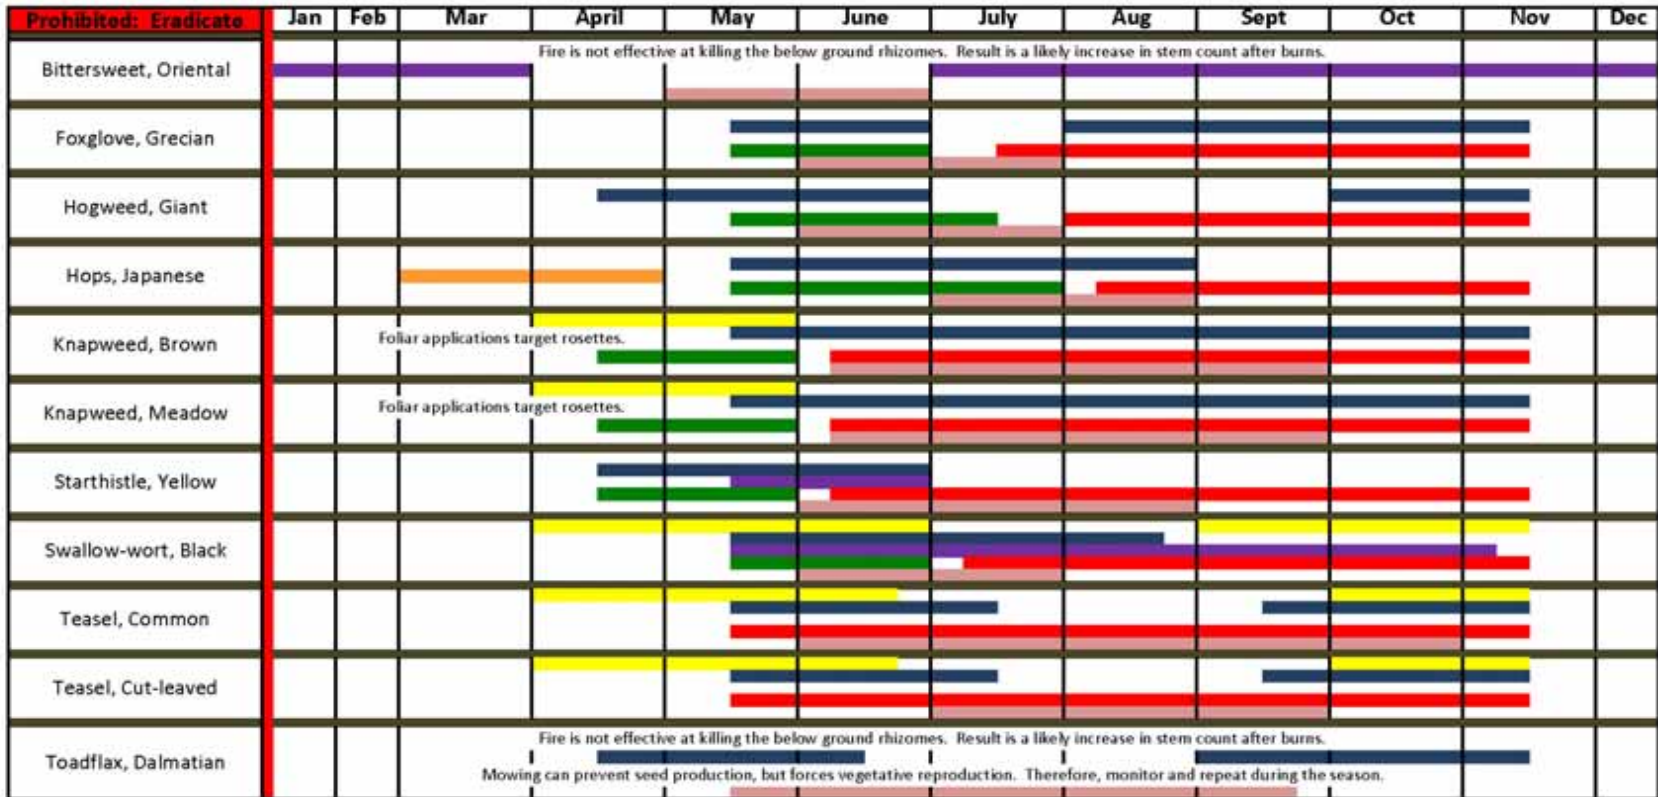 Prohibited: Eradicate Jan Feb Mar April May June July Aug Sept Oct Nov Dec
Fire is not effective at killing the below ground rhizomes. Result is a likely increase in stem count after burns.
Bittersweet, Oriental
Foxglove, Grecian
Hogweed, Giant
Hops, Japanese
Knapweed, Brown
Foliar applications target rosettes.
Knapweed, Meadow
Foliar applications target rosettes.
Starthistle, Yellow
Swallow-wort, Black
Teasel, Common
Teasel, Cut-leaved
Fire is not effective at killing the below ground rhizomes. Result is a likely increase in stem count after burns.
Toadflax, Dalmatian
Mowing can prevent seed production, but forces vegetative reproduction. Therefore, monitor and repeat during the season.